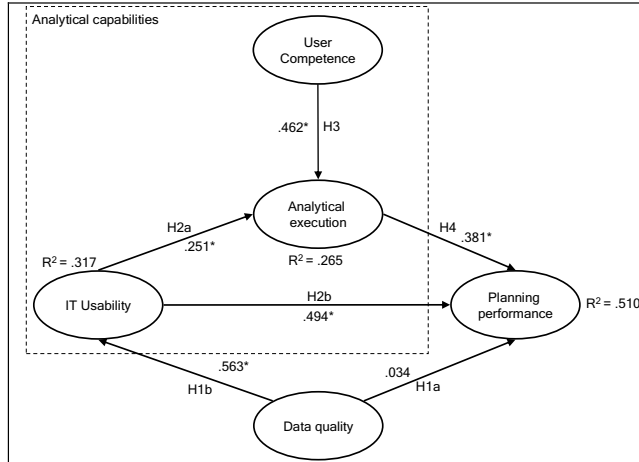 Analytical capabilities
User
Competence
.462*
H3
Analytical
execution
H2a
.251*
H4
.381*
R² = .317
R² = .265
IT Usability
H2b
.494*
Planning
performance
R² = .510
.563*
H1b
.034
H1a
Data quality